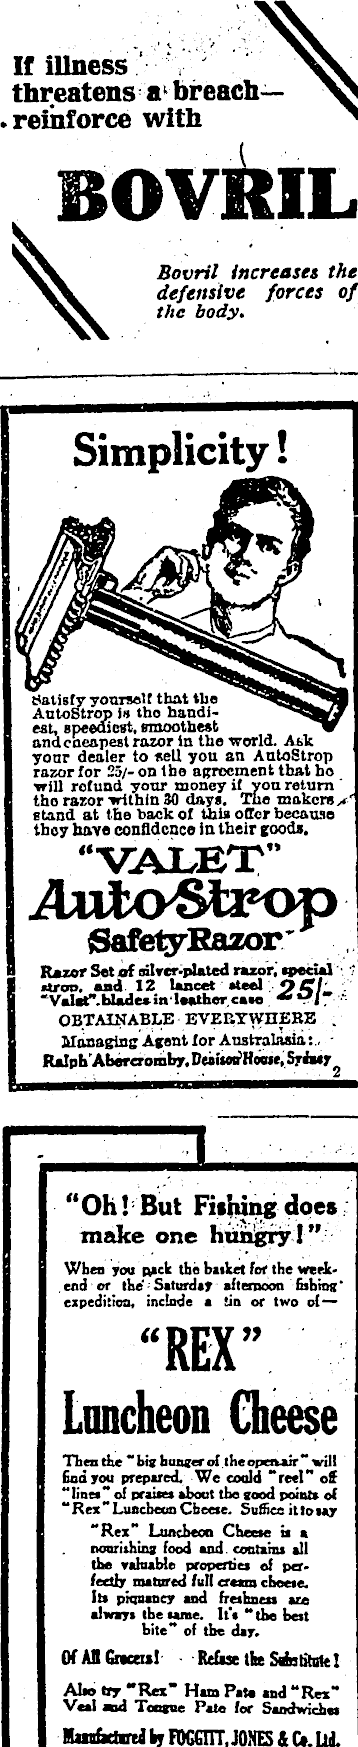 If illness
threatens a breach—
reinforce with
BOVRIL
Bovril increases the
defensive forces of
the body.
Simplicity!
Satisfy yourself that the
AutoStrop is the handi-
est, speediest, smoothest
and cheapest razor in the world. Ask
your dealer to sell you an AutoStrop
razor for 25/- on the agreement that he
will refund your money if you return
the razor within 30 days. The makers
stand at the back of this offer because
they have confidence in their goods.
"VALET"
AutoStrop
Safety Razor
Razor Set of silver-plated razor, special
strop, and 12 lancet steel
"Valet" blades in leather case 25/-
OBTAINABLE EVERYWHERE
Managing Agent for Australasia:
Ralph Abercromby, Denison House, Sydney
2
"Oh! But Fishing does
make one hungry!"
When you pack the basket for the week-
end or the Saturday afternoon fishing
expedition, include a tin or two of—
"REX"
Luncheon Cheese
Then the "big hunger of the open-air" will
find you prepared. We could "reel" off
"lines" of praises about the good points of
"Rex" Luncheon Cheese. Suffice it to say
"Rex" Luncheon Cheese is a
nourishing food and contains all
the valuable properties of per-
fectly matured full cream cheese.
Its piquancy and freshness are
always the same. It's "the best
bite" of the day.
Of All Grocers! Refuse the Substitute!
Also try "Rex" Ham Pate and "Rex"
Veal and Tongue Pate for Sandwiches
Manufactured by FOGGITT, JONES & Co. Ltd.